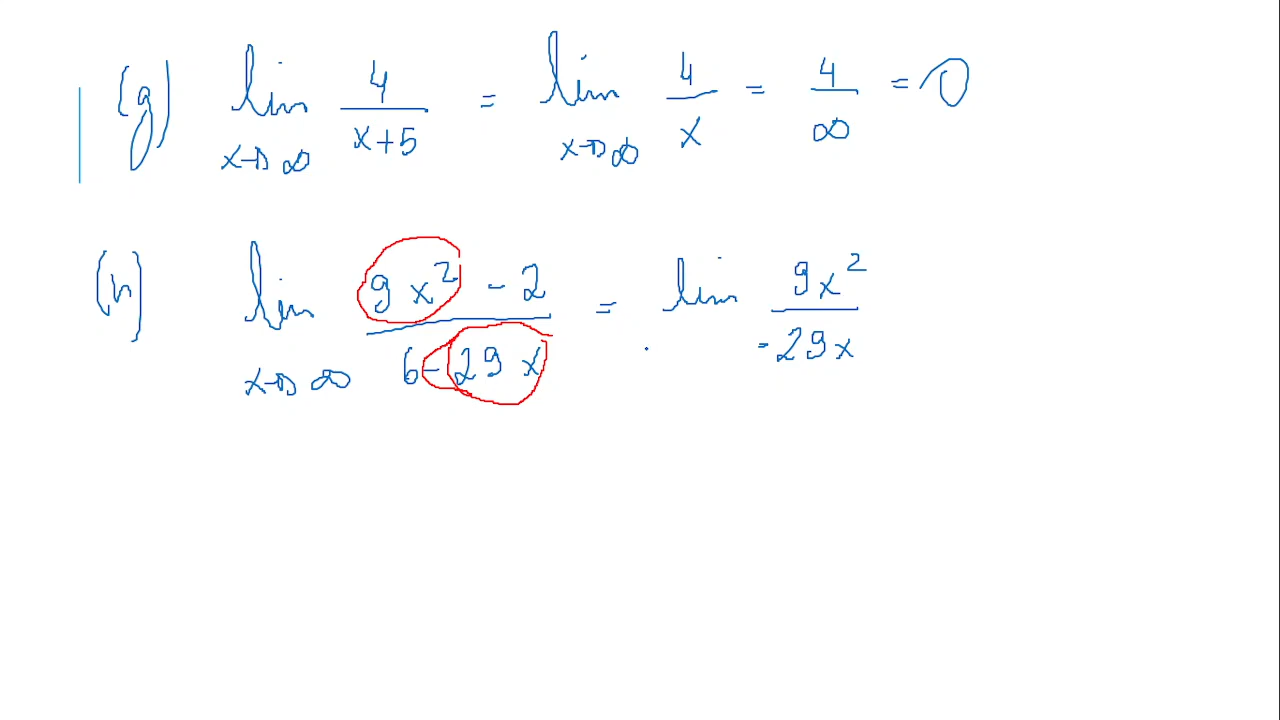 (g) lim x→∞ 4/(x+5) = lim x→∞ 4/x = 4/∞ = 0
(h) lim x→∞ (9x² - 2)/(6 - 29x) = lim 9x²/(-29x)